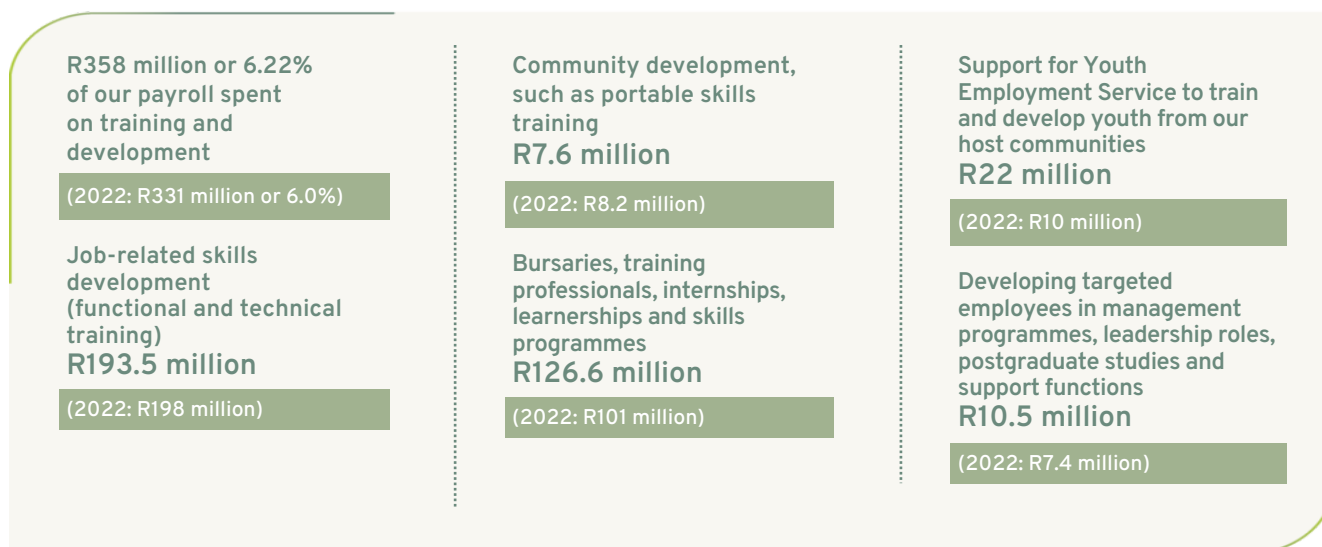 R358 million or 6.22%
of our payroll spent
on training and
development
(2022: R331 million or 6.0%)
Job-related skills
development
(functional and technical
training)
R193.5 million
(2022: R198 million)
Community development,
such as portable skills
training
R7.6 million
(2022: R8.2 million)
Bursaries, training
professionals, internships,
learnerships and skills
programmes
R126.6 million
(2022: R101 million)
Support for Youth
Employment Service to train
and develop youth from our
host communities
R22 million
(2022: R10 million)
Developing targeted
employees in management
programmes, leadership roles,
postgraduate studies and
support functions
R10.5 million
(2022: R7.4 million)